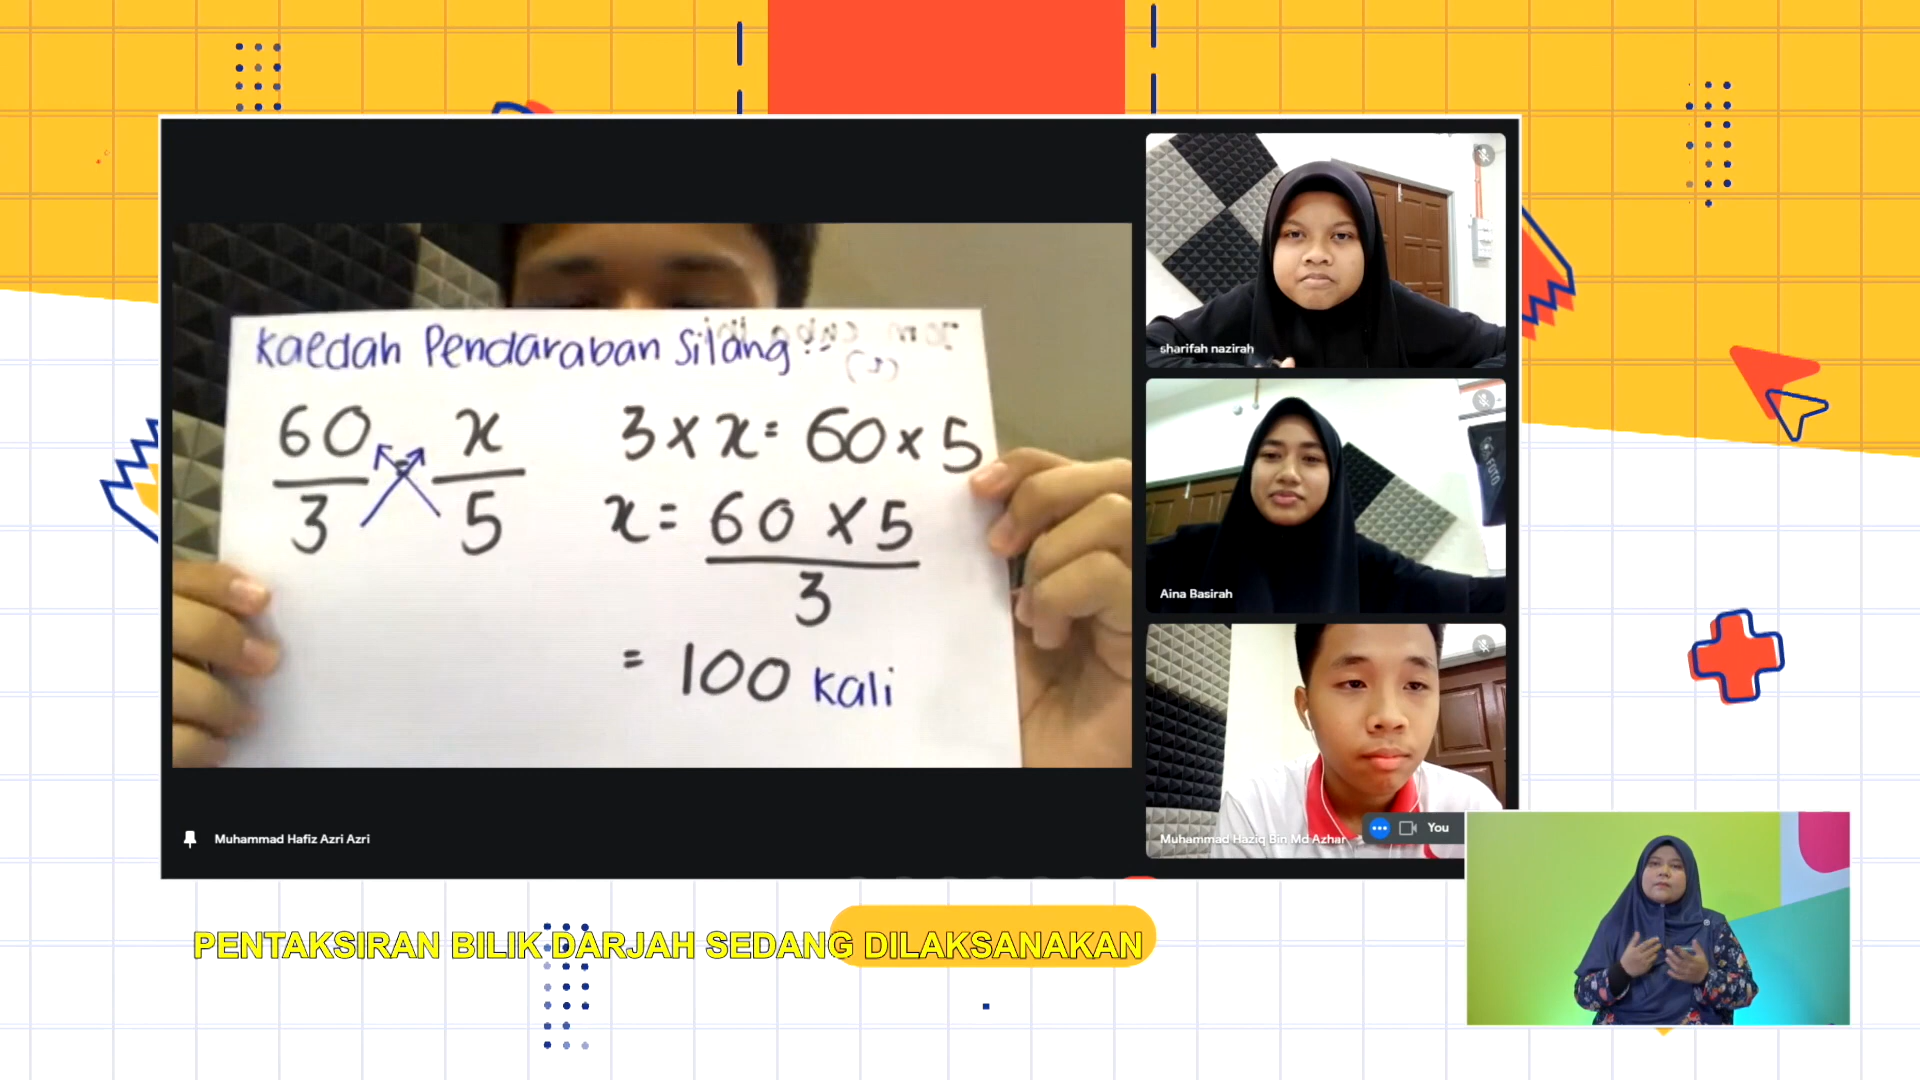 Kaedah Pendaraban Silang :-
60/3 = x/5
3 × x = 60 × 5
x = 60 × 5
3
= 100 kali
Muhammad Hafiz Azri Azri
sharifah nazirah
Aina Basirah
Muhammad Haziq Bin Md Azhar
You
PENTAKSIRAN BILIK DARJAH SEDANG DILAKSANAKAN